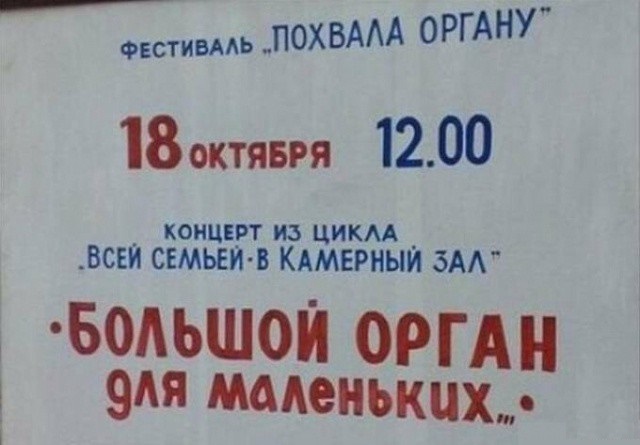 ФЕСТИВАЛЬ „ПОХВАЛА ОРГАНУ"
18 ОКТЯБРЯ 12.00
КОНЦЕРТ ИЗ ЦИКЛА
„ВСЕЙ СЕМЬЕЙ-В КАМЕРНЫЙ ЗАЛ"
·БОЛЬШОЙ ОРГАН
для маленьких...·